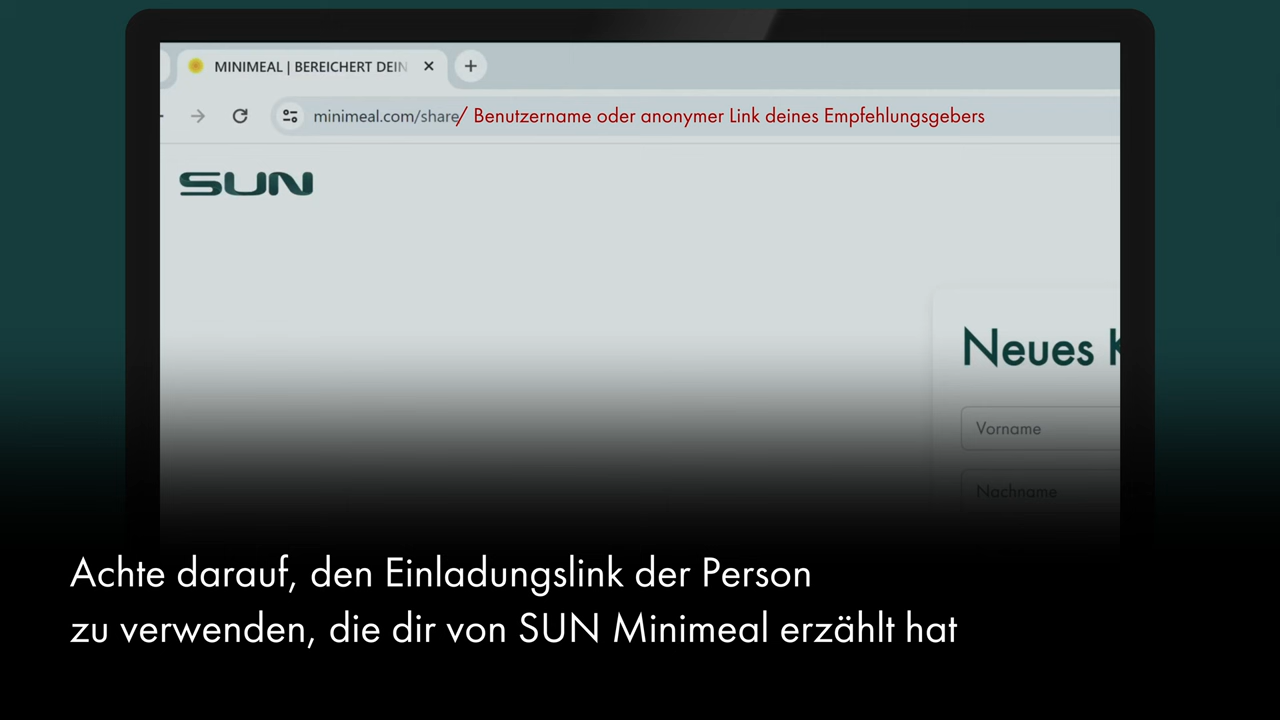 MINIMEAL | BEREICHERT DEIN
minimeal.com/share/ Benutzername oder anonymer Link deines Empfehlungsgebers
SUN
Neues
Vorname
Nachname
Achte darauf, den Einladungslink der Person
zu verwenden, die dir von SUN Minimeal erzählt hat